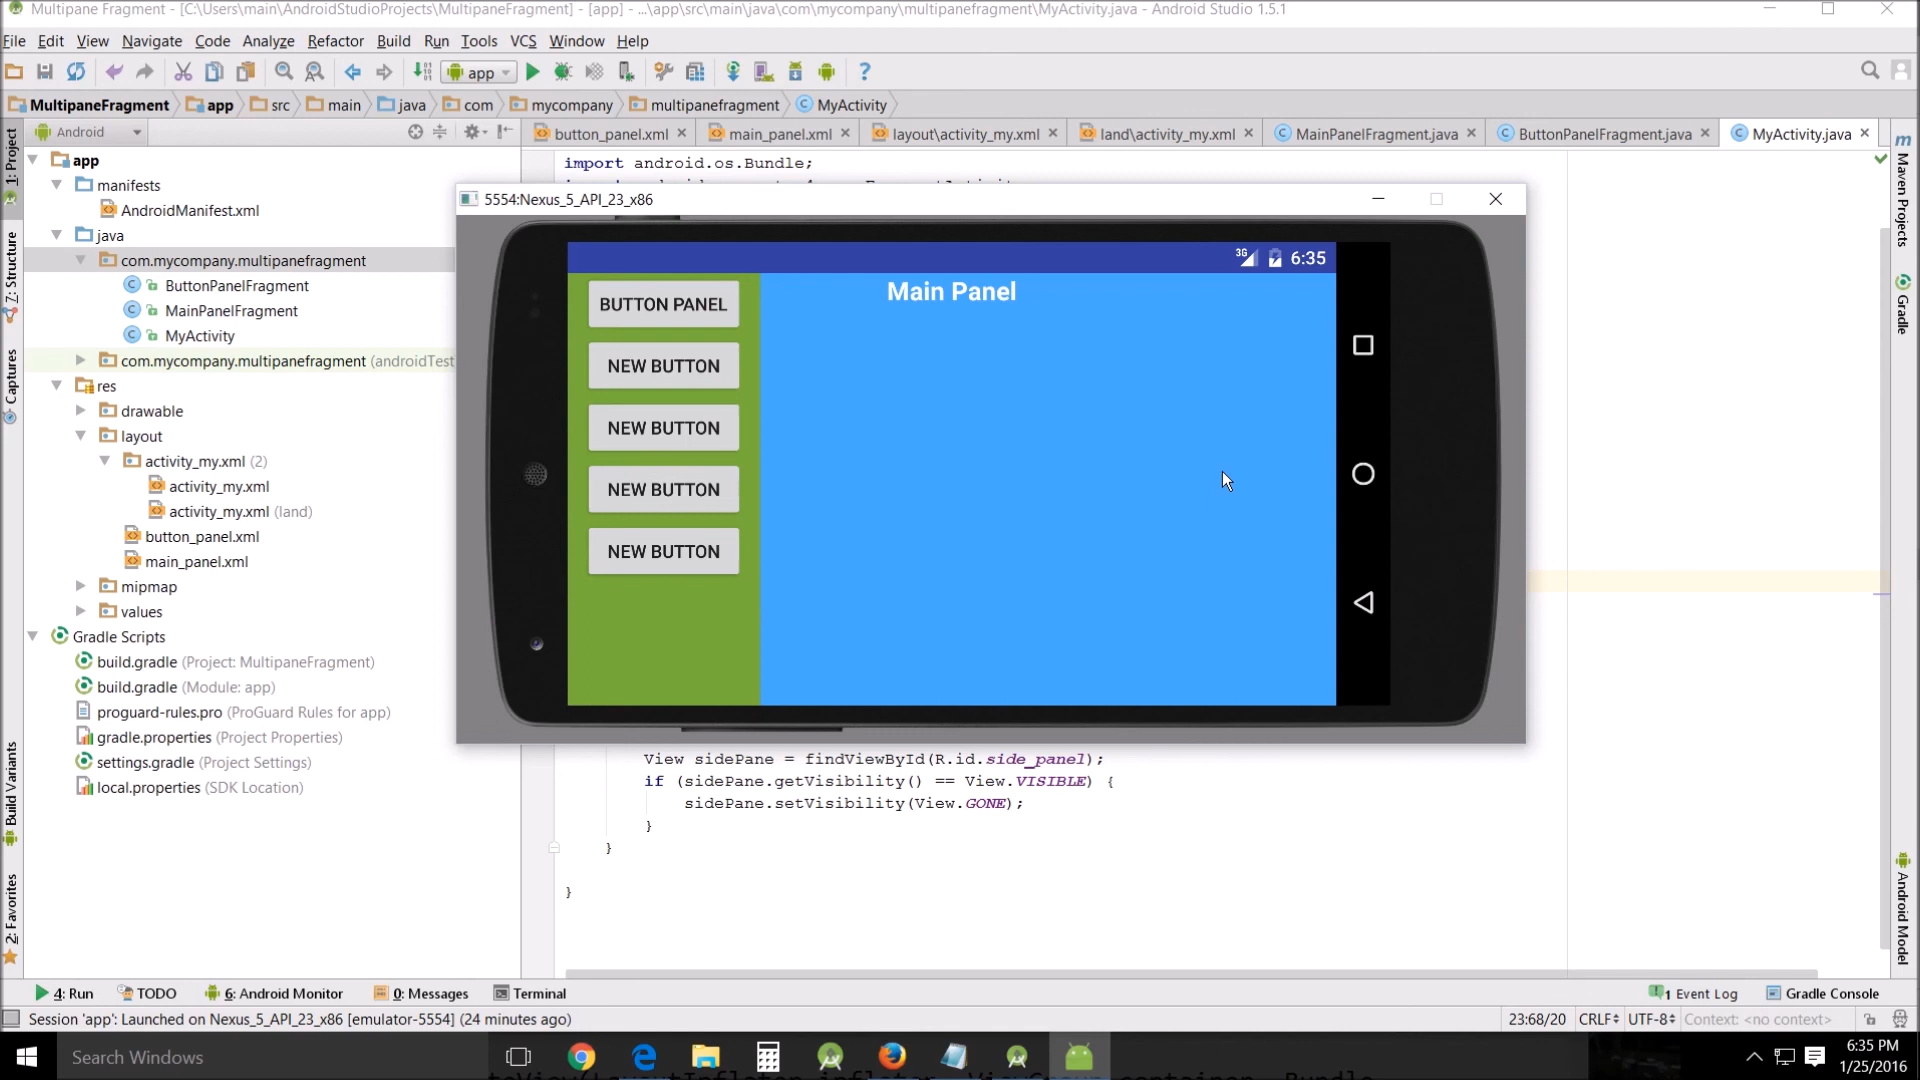 Multipane Fragment - [C:\Users\main\AndroidStudioProjects\MultipaneFragment] - [app] - ...\app\src\main\java\com\mycompany\multipanefragment\MyActivity.java - Android Studio 1.5.1
File Edit View Navigate Code Analyze Refactor Build Run Tools VCS Window Help
app
MultipaneFragment app src main java com mycompany multipanefragment MyActivity
Android
button_panel.xml main_panel.xml layout\activity_my.xml land\activity_my.xml MainPanelFragment.java ButtonPanelFragment.java MyActivity.java
1: Project
7: Structure
Captures
Build Variants
2: Favorites
app
manifests
AndroidManifest.xml
java
com.mycompany.multipanefragment
ButtonPanelFragment
MainPanelFragment
MyActivity
com.mycompany.multipanefragment (androidTest
res
drawable
layout
activity_my.xml (2)
activity_my.xml
activity_my.xml (land)
button_panel.xml
main_panel.xml
mipmap
values
Gradle Scripts
build.gradle (Project: MultipaneFragment)
build.gradle (Module: app)
proguard-rules.pro (ProGuard Rules for app)
gradle.properties (Project Properties)
settings.gradle (Project Settings)
local.properties (SDK Location)
import android.os.Bundle;
5554:Nexus_5_API_23_x86
3G 6:35
BUTTON PANEL
Main Panel
NEW BUTTON
NEW BUTTON
NEW BUTTON
NEW BUTTON
View sidePane = findViewById(R.id.side_panel);
if (sidePane.getVisibility() == View.VISIBLE) {
sidePane.setVisibility(View.GONE);
}
}
}
Maven Projects
Gradle
Android Model
4: Run TODO 6: Android Monitor 0: Messages Terminal 1 Event Log Gradle Console
Session 'app': Launched on Nexus_5_API_23_x86 [emulator-5554] (24 minutes ago) 23:68/20 CRLF UTF-8 Context: <no context>
Search Windows
6:35 PM
1/25/2016